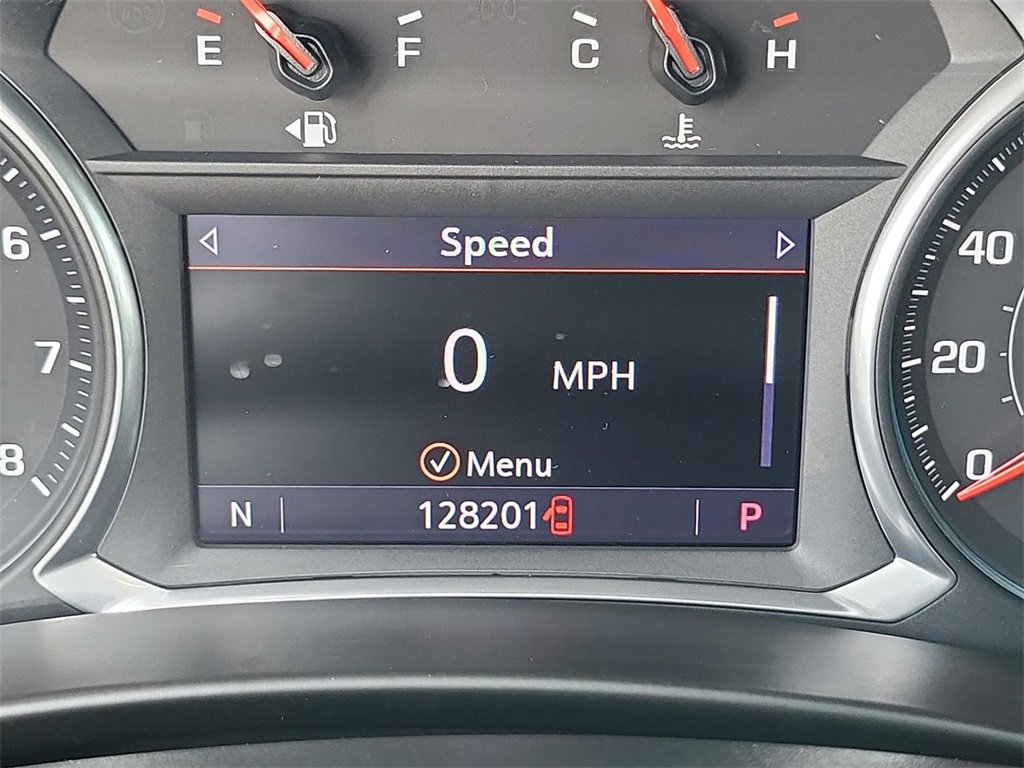 E F C H
6 7 8
Speed
0 MPH
Menu
N 128201 P
40
20
0